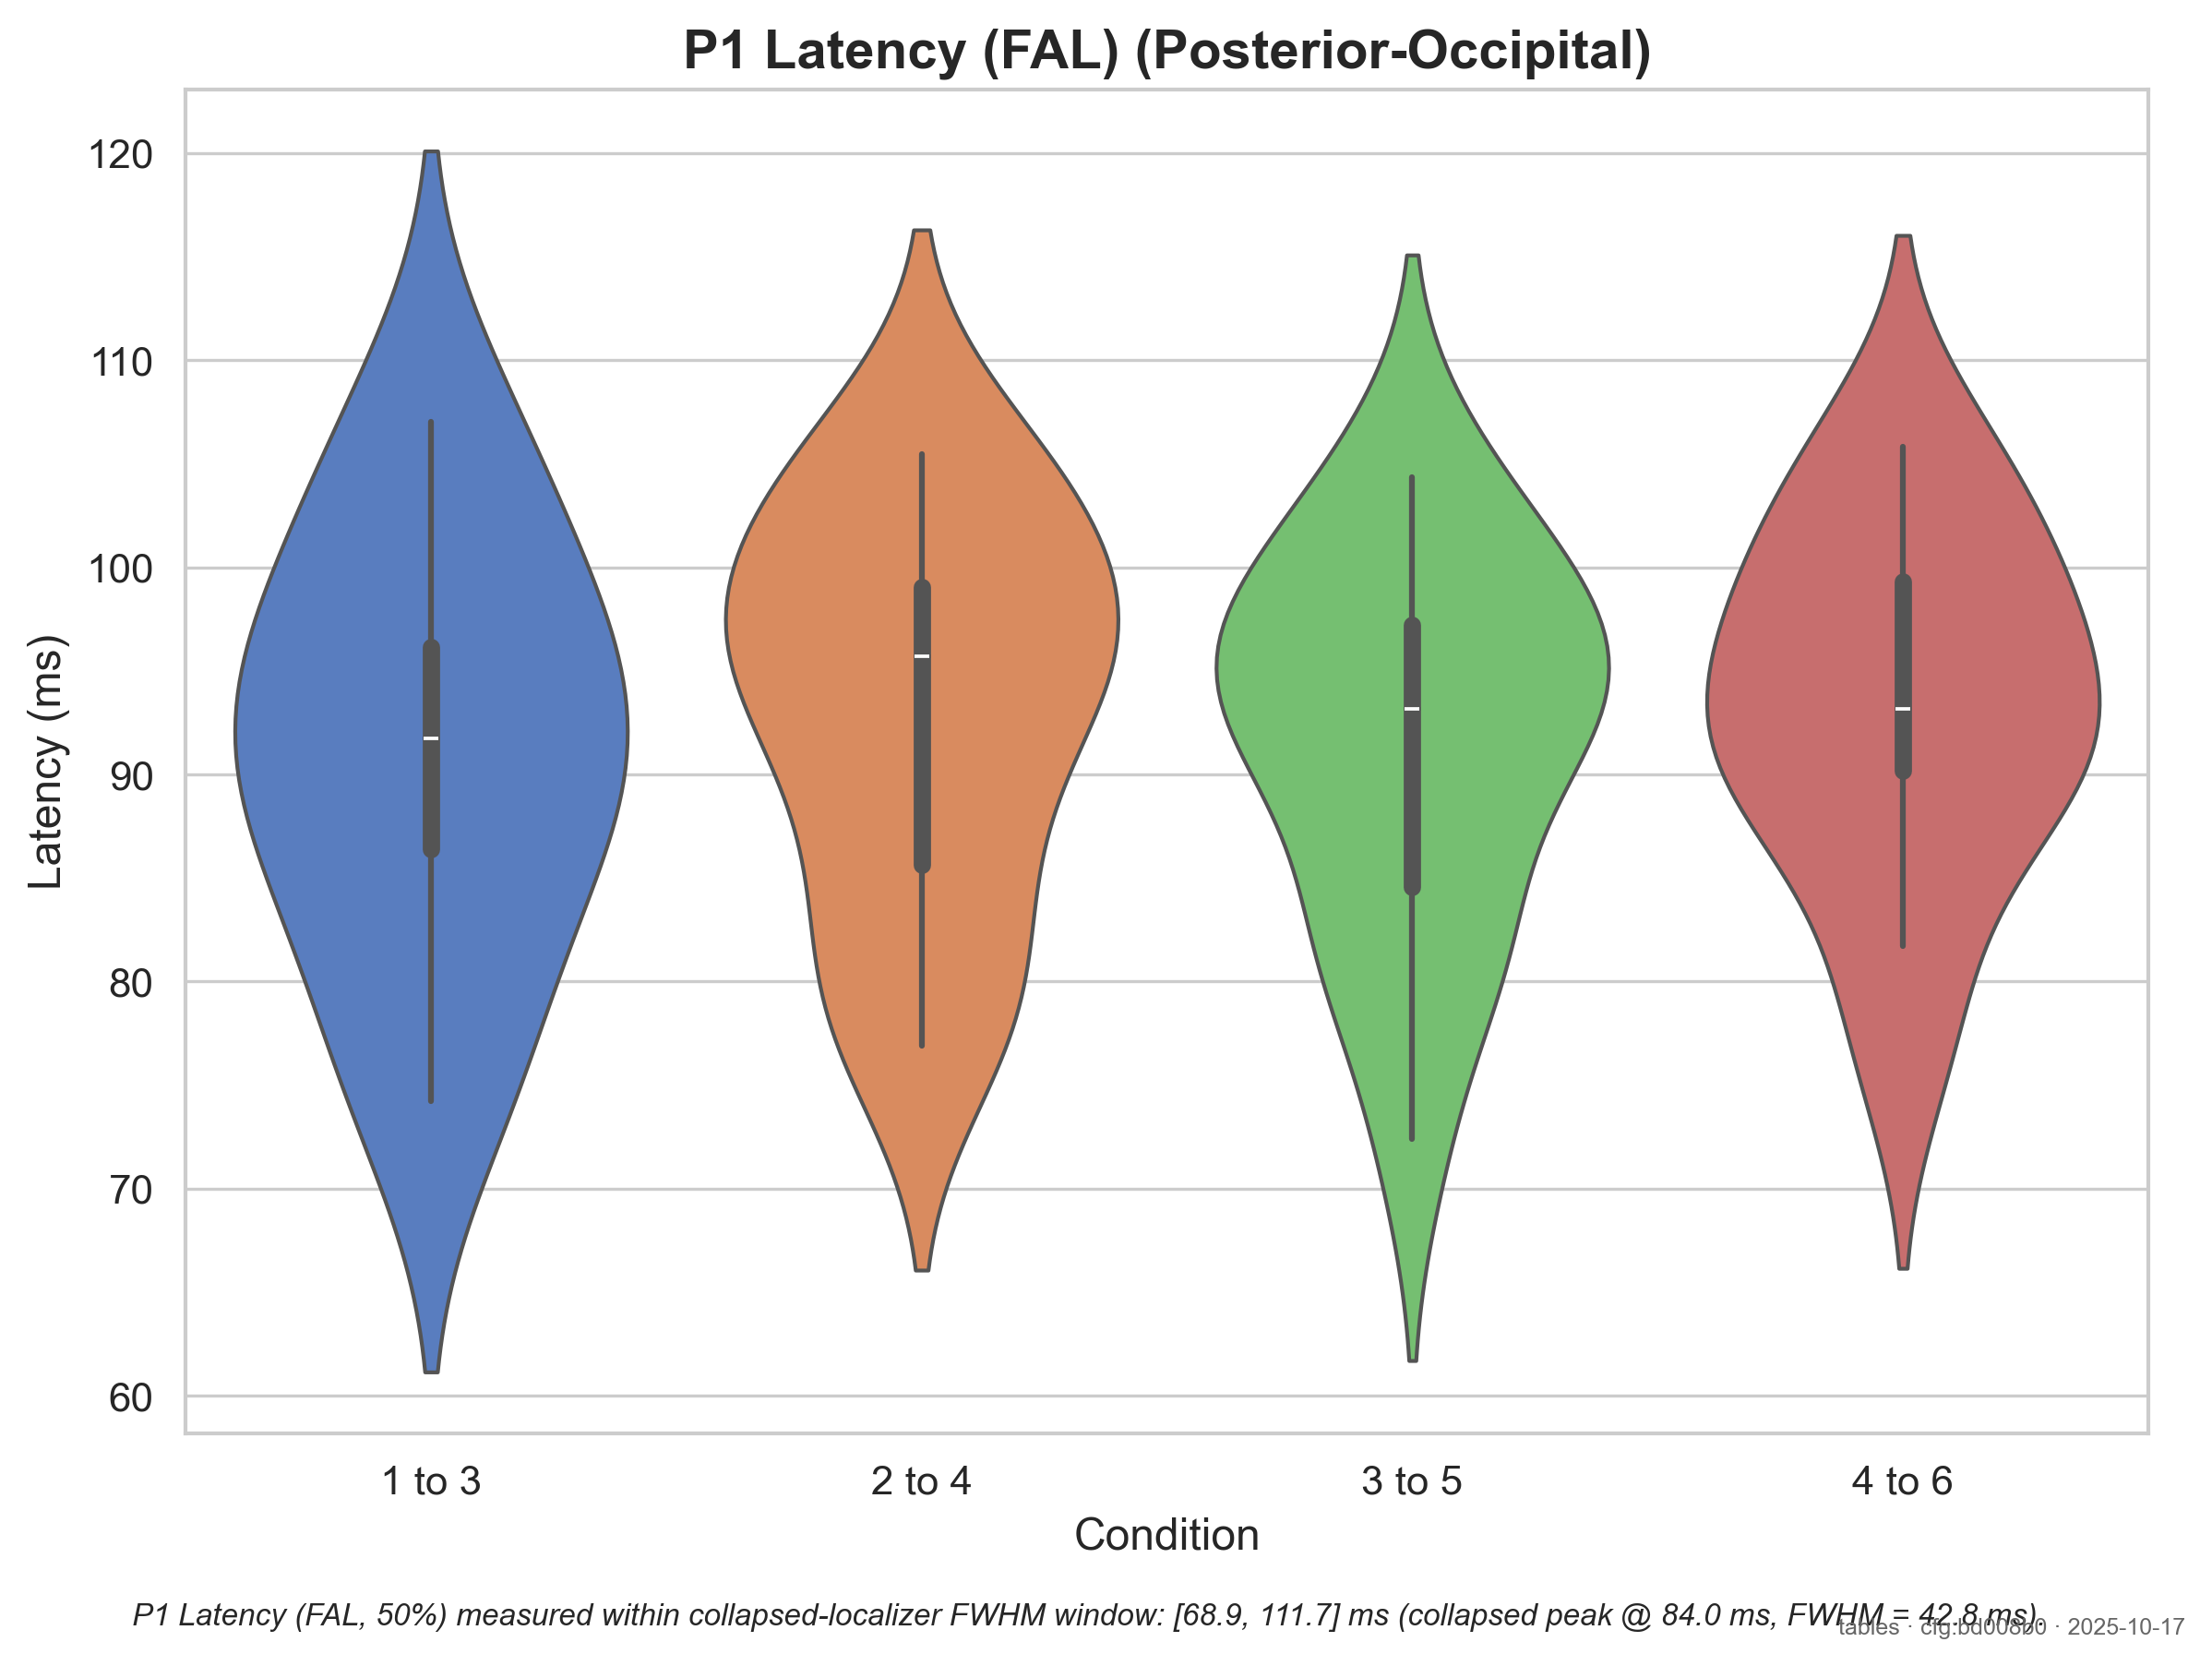 P1 Latency (FAL) (Posterior-Occipital)
120
110
100
90
80
70
60
Latency (ms)
1 to 3
2 to 4
3 to 5
4 to 6
Condition
P1 Latency (FAL, 50%) measured within collapsed-localizer FWHM window: [68.9, 111.7] ms (collapsed peak @ 84.0 ms, FWHM = 42.8 ms).
tables · cfg:bd008b0 · 2025-10-17